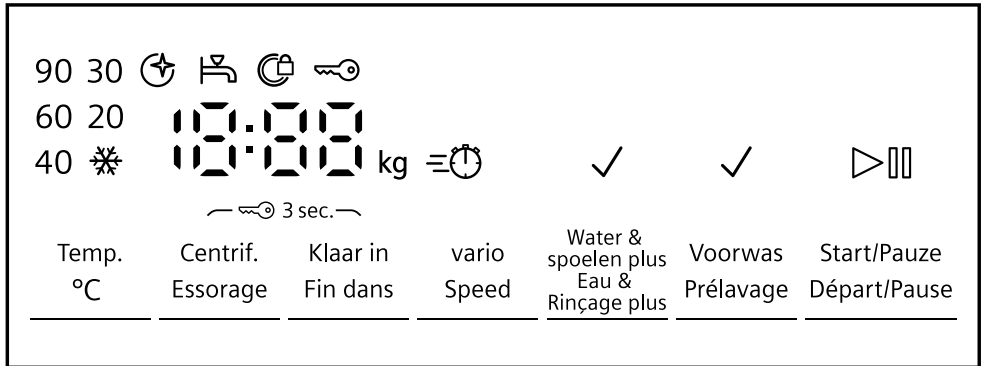 90 30
60 20
40
18:88
kg
3 sec.
Temp.
°C
Centrif.
Essorage
Klaar in
Fin dans
vario
Speed
Water &
spoelen plus
Eau &
Rinçage plus
Voorwas
Prélavage
Start/Pauze
Départ/Pause